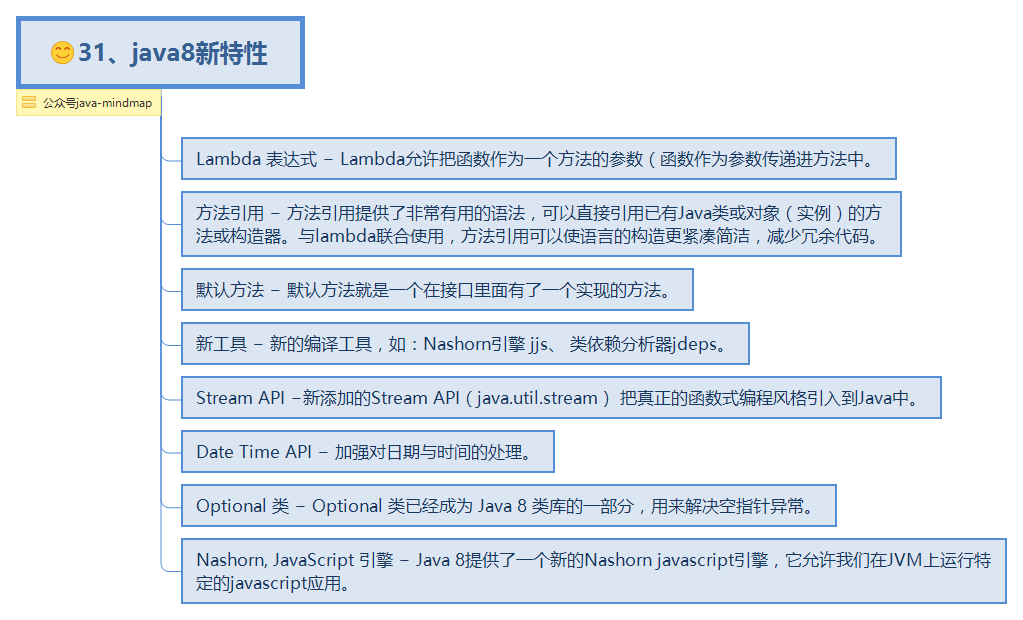 31、java8新特性
公众号java-mindmap
Lambda 表达式 − Lambda允许把函数作为一个方法的参数（函数作为参数传递进方法中。
方法引用 − 方法引用提供了非常有用的语法，可以直接引用已有Java类或对象（实例）的方
法或构造器。与lambda联合使用，方法引用可以使语言的构造更紧凑简洁，减少冗余代码。
默认方法 − 默认方法就是一个在接口里面有了一个实现的方法。
新工具 − 新的编译工具，如：Nashorn引擎 jjs、 类依赖分析器jdeps。
Stream API −新添加的Stream API（java.util.stream） 把真正的函数式编程风格引入到Java中。
Date Time API − 加强对日期与时间的处理。
Optional 类 − Optional 类已经成为 Java 8 类库的一部分，用来解决空指针异常。
Nashorn, JavaScript 引擎 − Java 8提供了一个新的Nashorn javascript引擎，它允许我们在JVM上运行特
定的javascript应用。